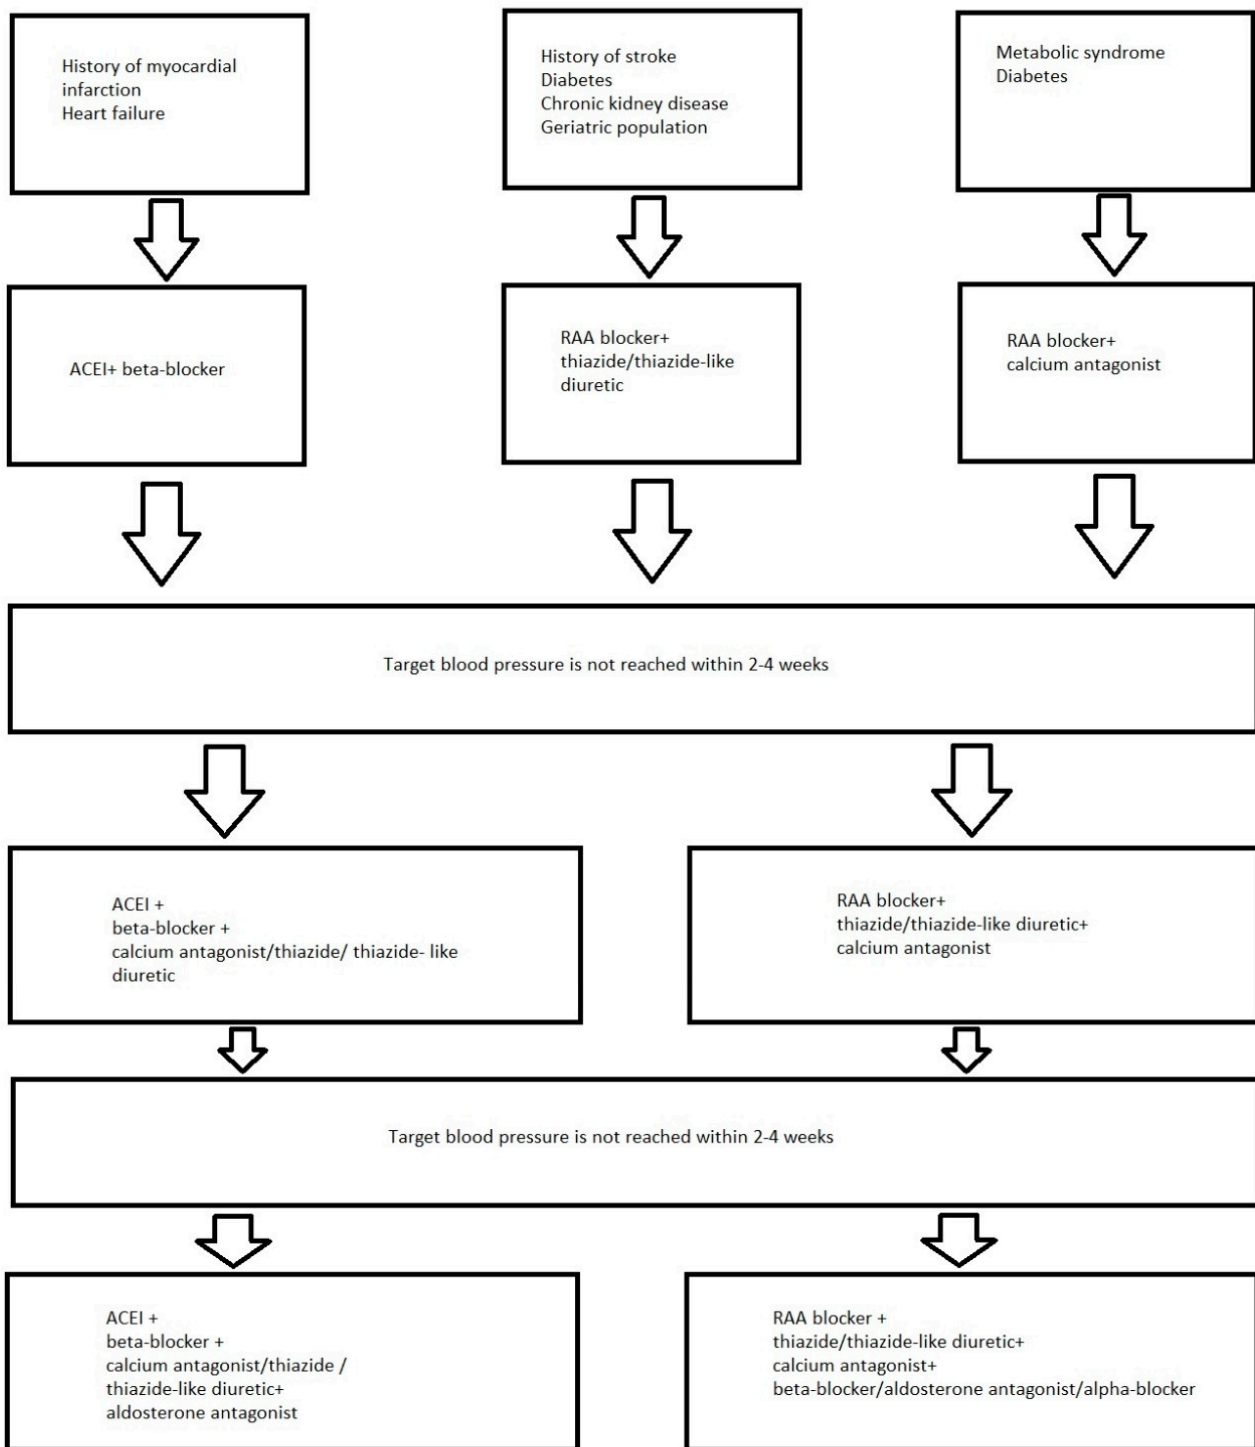 History of myocardial
infarction
Heart failure
History of stroke
Diabetes
Chronic kidney disease
Geriatric population
Metabolic syndrome
Diabetes
ACEI+ beta-blocker
RAA blocker+
thiazide/thiazide-like
diuretic
RAA blocker+
calcium antagonist
Target blood pressure is not reached within 2-4 weeks
ACEI +
beta-blocker +
calcium antagonist/thiazide/ thiazide- like
diuretic
RAA blocker+
thiazide/thiazide-like diuretic+
calcium antagonist
Target blood pressure is not reached within 2-4 weeks
ACEI +
beta-blocker +
calcium antagonist/thiazide /
thiazide-like diuretic+
aldosterone antagonist
RAA blocker +
thiazide/thiazide-like diuretic+
calcium antagonist+
beta-blocker/aldosterone antagonist/alpha-blocker